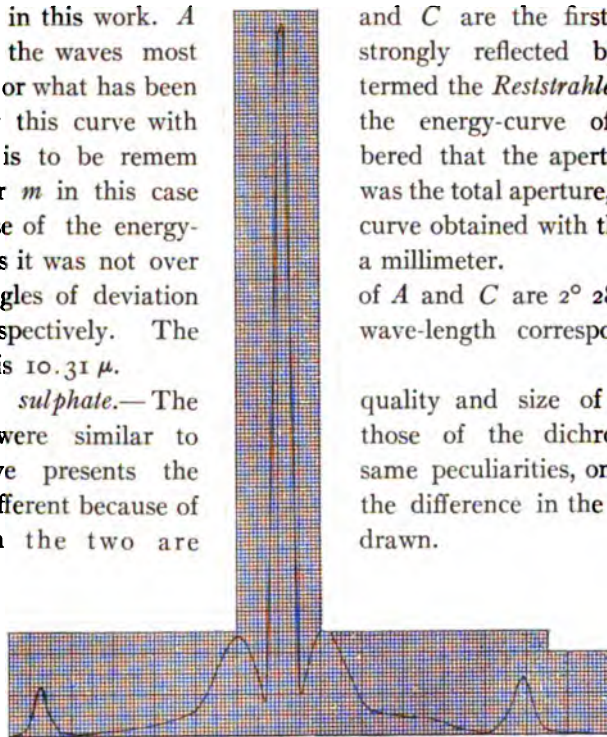 in this work. A and C are the first
the waves most strongly reflected b
or what has been termed the Reststrahle
this curve with the energy-curve of
is to be remem bered that the apert
r m in this case was the total aperture,
e of the energy- curve obtained with t
s it was not over a millimeter.
gles of deviation of A and C are 2° 28
spectively. The wave-length correspo
is 10.31 μ.
sulphate.—The quality and size of
were similar to those of the dichr
ve presents the same peculiarities, or
fferent because of the difference in the
the two are drawn.